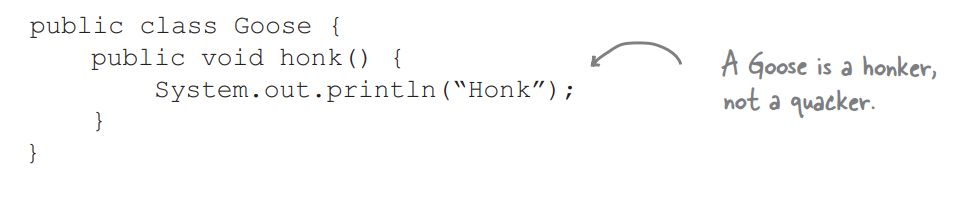 public class Goose {
    public void honk() {
        System.out.println(“Honk”);
    }
}
A Goose is a honker,
not a quacker.